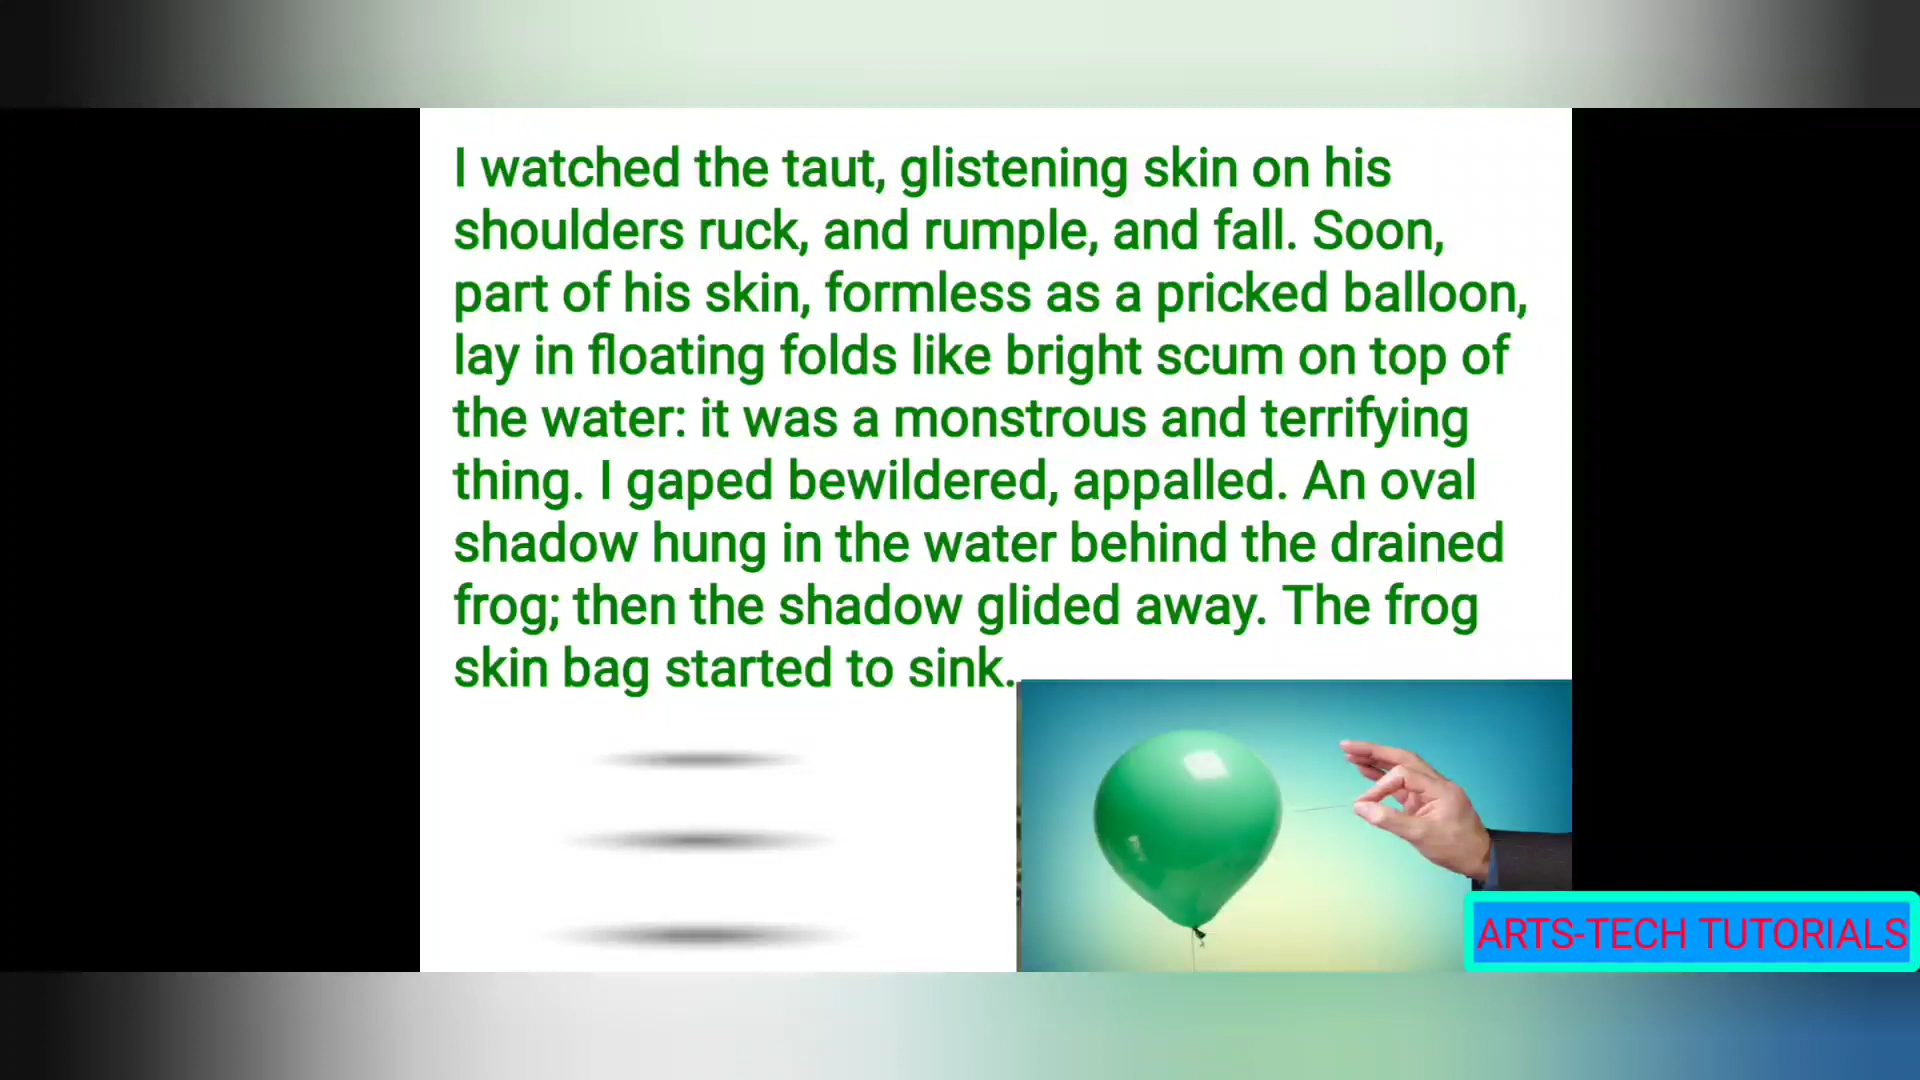 I watched the taut, glistening skin on his
shoulders ruck, and rumple, and fall. Soon,
part of his skin, formless as a pricked balloon,
lay in floating folds like bright scum on top of
the water: it was a monstrous and terrifying
thing. I gaped bewildered, appalled. An oval
shadow hung in the water behind the drained
frog; then the shadow glided away. The frog
skin bag started to sink.
ARTS-TECH TUTORIALS